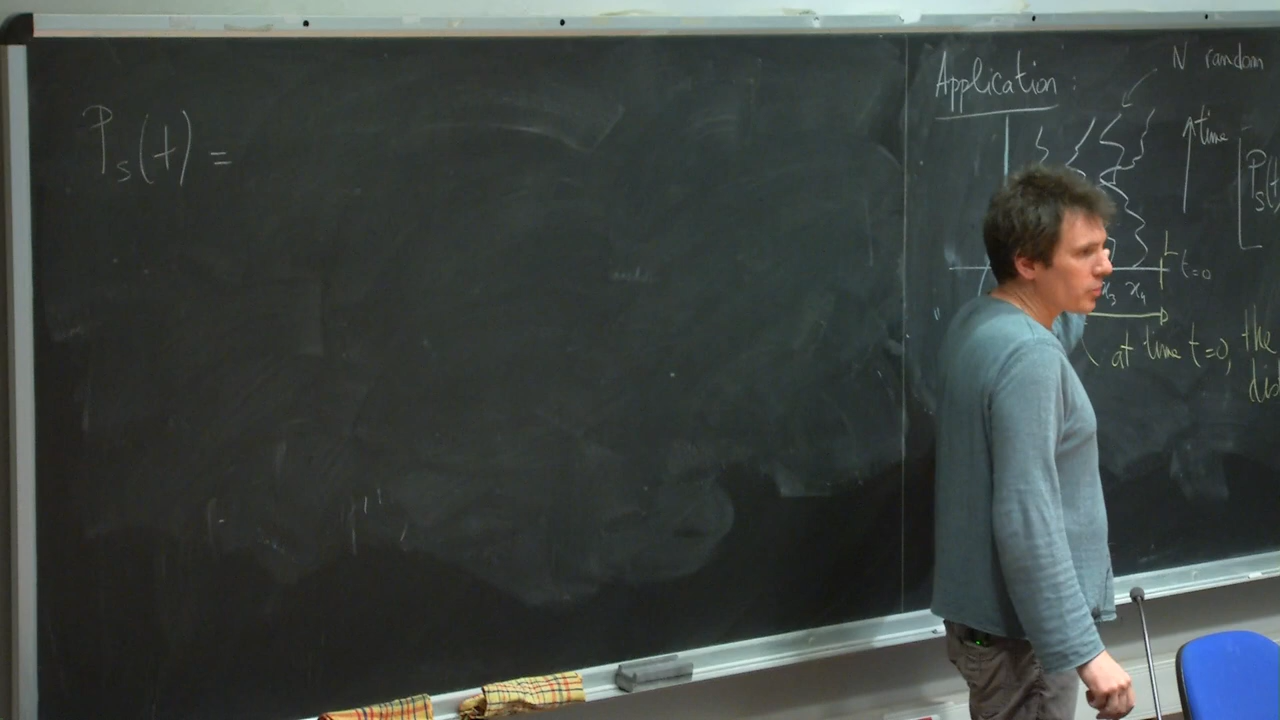 P_s(t) =
Application :
N random
time
P_s(t
L
t=0
x_3 x_4
at time t=0, the
dis